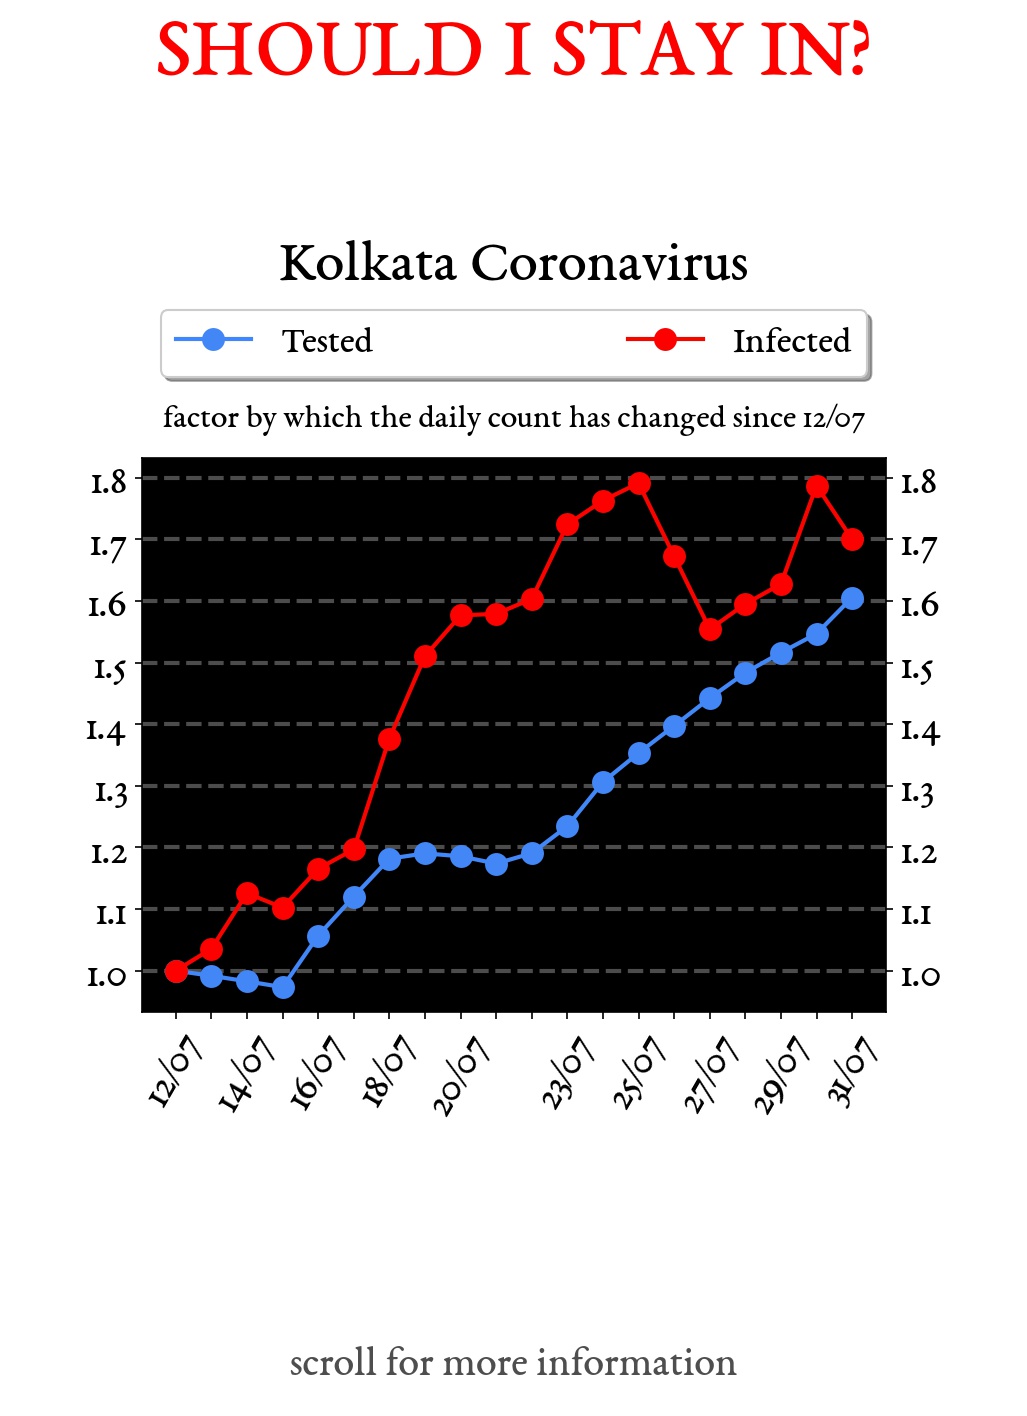 SHOULD I STAY IN?
Kolkata Coronavirus
Tested Infected
factor by which the daily count has changed since 12/07
1.8 1.8
1.7 1.7
1.6 1.6
1.5 1.5
1.4 1.4
1.3 1.3
1.2 1.2
1.1 1.1
1.0 1.0
12/07 14/07 16/07 18/07 20/07 23/07 25/07 27/07 29/07 31/07
scroll for more information